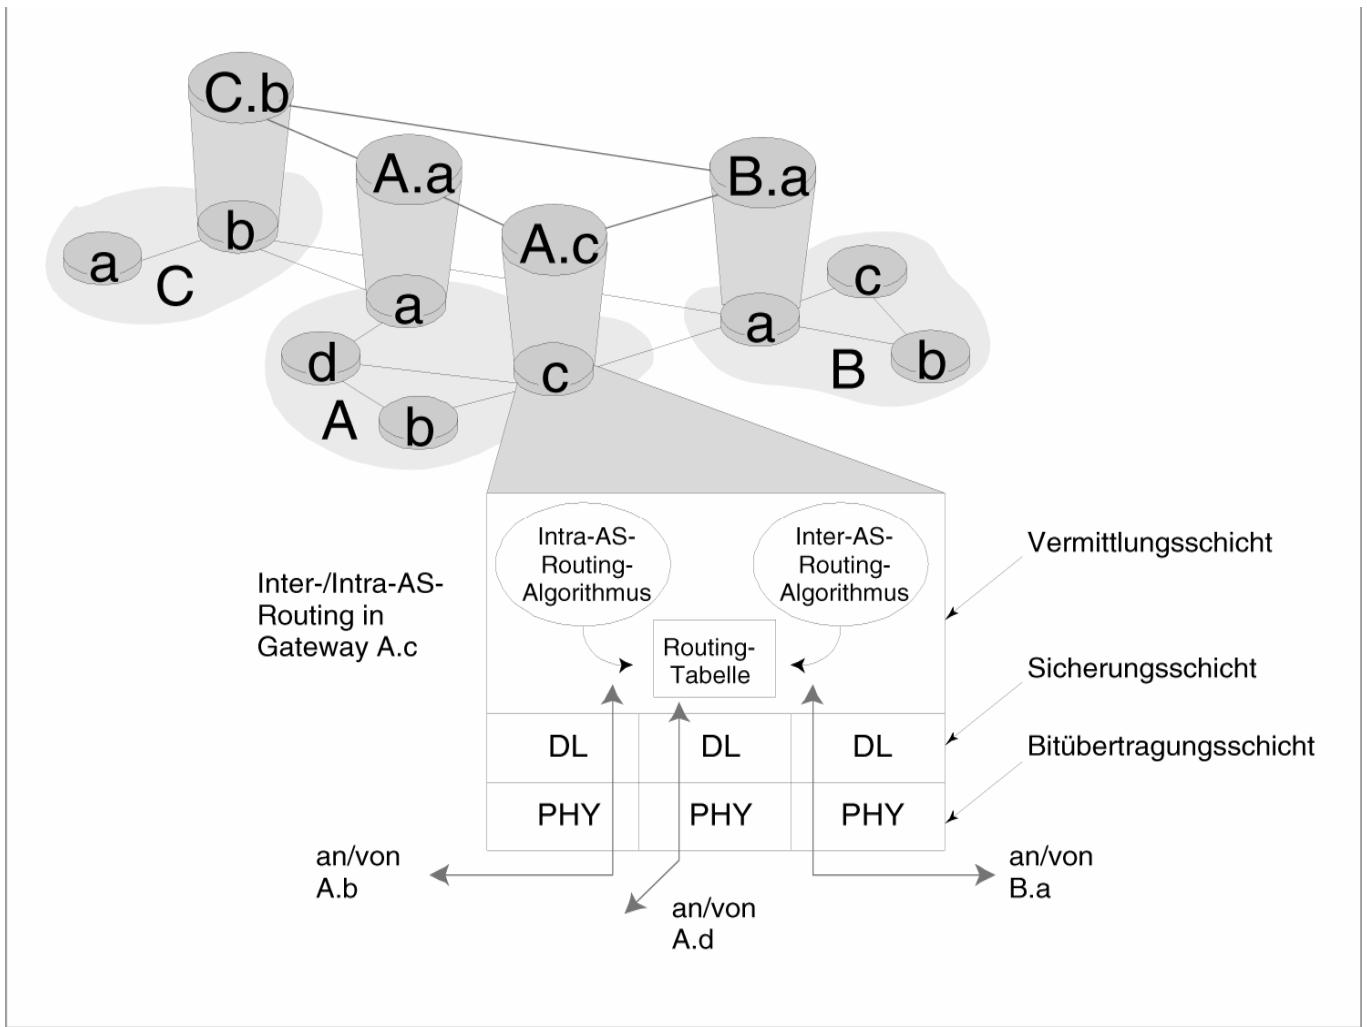 C.b
A.a
B.a
A.c
b
a
C
a
c
a
d
c
B
b
A
b
Intra-AS-
Routing-
Algorithmus
Inter-AS-
Routing-
Algorithmus
Vermittlungsschicht
Inter-/Intra-AS-
Routing in
Gateway A.c
Routing-
Tabelle
Sicherungsschicht
DL DL DL
Bitübertragungsschicht
PHY PHY PHY
an/von
A.b
an/von
A.d
an/von
B.a